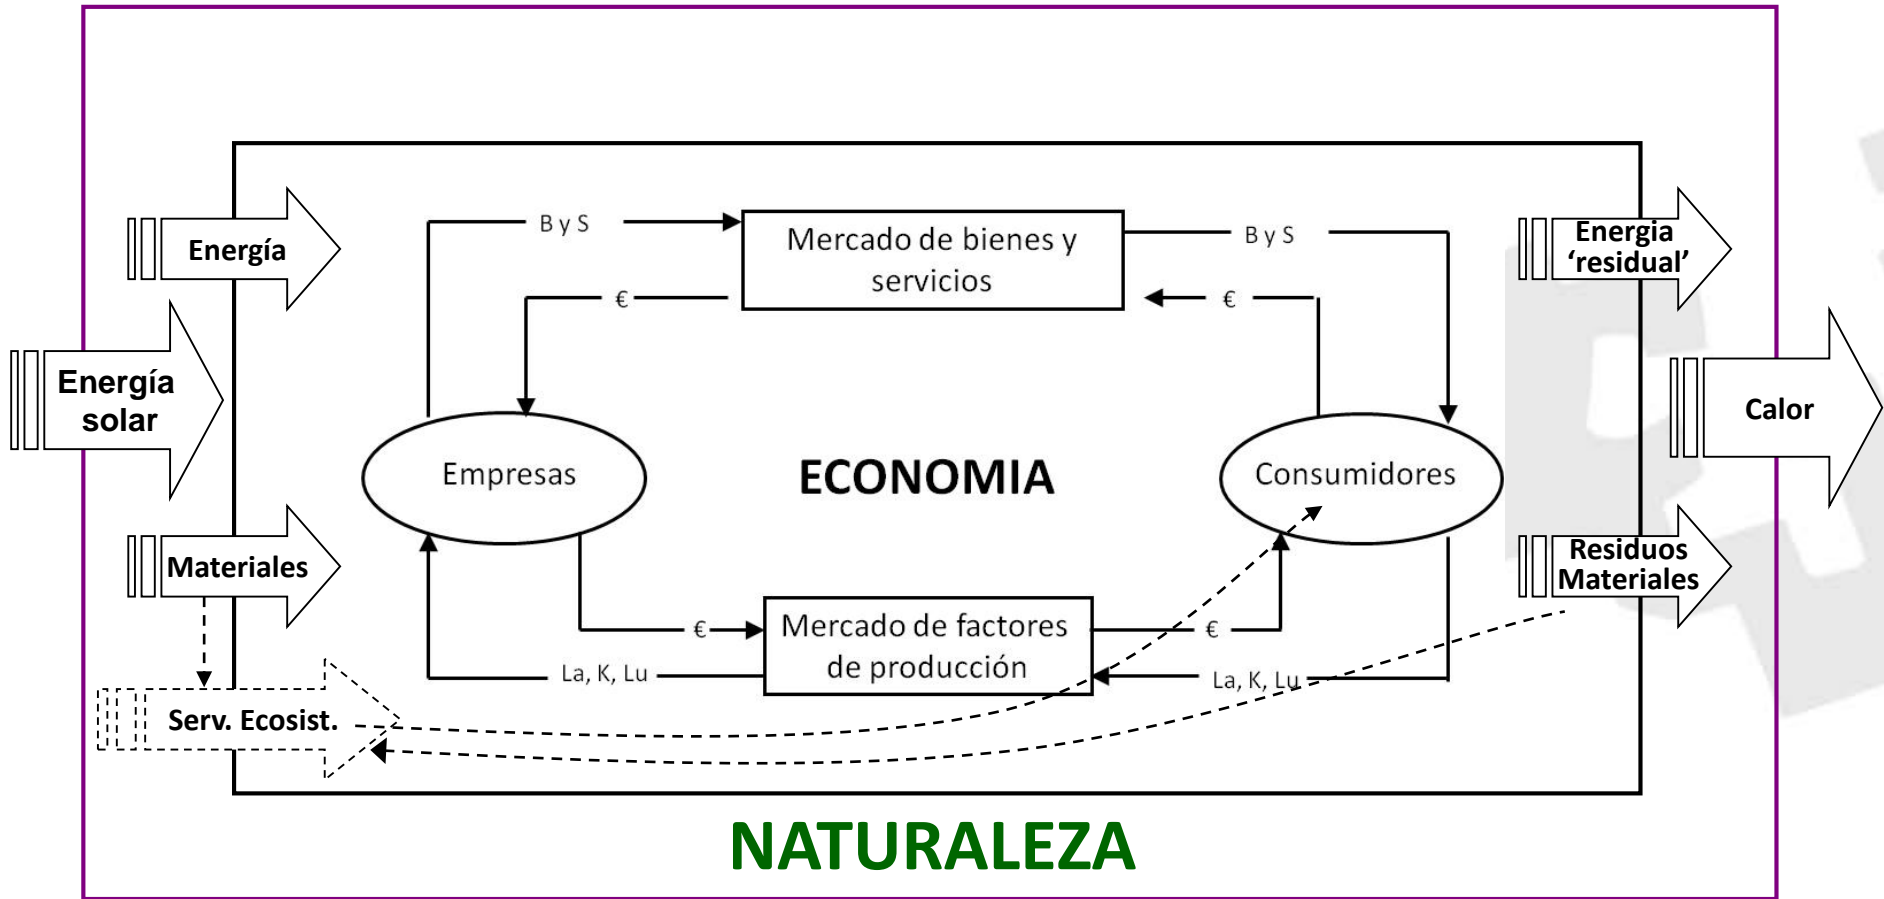 B y S
Mercado de bienes y
servicios
B y S
€
€
Energía
Energia
‘residual’
Energía
solar
Calor
Empresas
ECONOMIA
Consumidores
Materiales
Residuos
Materiales
€
Mercado de factores
de producción
€
La, K, Lu
La, K, Lu
Serv. Ecosist.
NATURALEZA